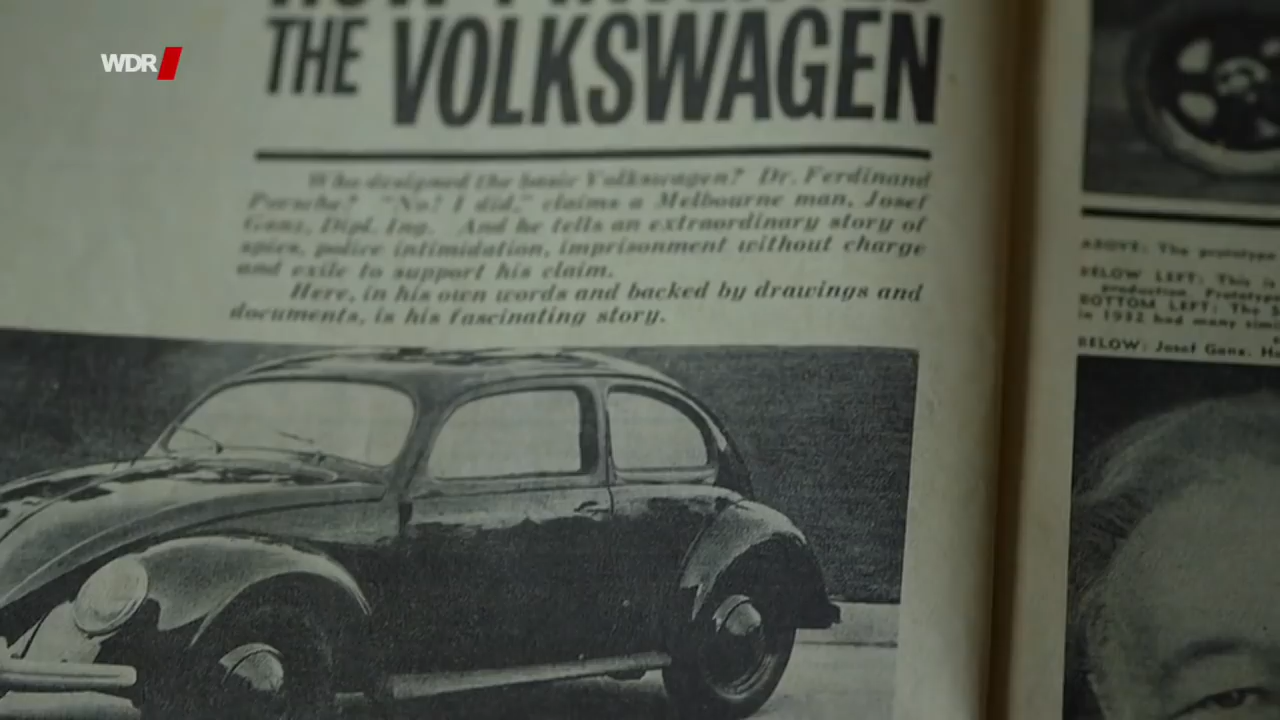 WDR
THE VOLKSWAGEN
Who designed the basic Volkswagen? Dr. Ferdinand
Porsche? "No! I did," claims a Melbourne man, Josef
Ganz, Dipl. Ing. And he tells an extraordinary story of
spies, police intimidation, imprisonment without charge
and exile to support his claim.
Here, in his own words and backed by drawings and
documents, is his fascinating story.
ABOVE: The prototype
BELOW LEFT: This is
production. Prototyp
BOTTOM LEFT: The
in 1932 had many simi
BELOW: Josef Ganz. H